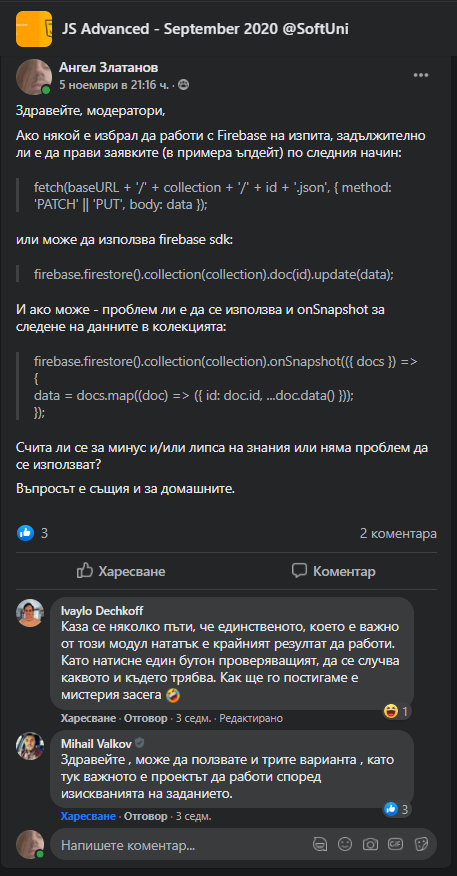 JS Advanced - September 2020 @SoftUni
Ангел Златанов
5 ноември в 21:16 ч. ·
Здравейте, модератори,
Ако някой е избрал да работи с Firebase на изпита, задължително
ли е да прави заявките (в примера ъпдейт) по следния начин:
fetch(baseURL + '/' + collection + '/' + id + '.json', { method:
'PATCH' || 'PUT', body: data });
или може да използва firebase sdk:
firebase.firestore().collection(collection).doc(id).update(data);
И ако може - проблем ли е да се използва и onSnapshot за
следене на данните в колекцията:
firebase.firestore().collection(collection).onSnapshot(({ docs }) =>
{
data = docs.map((doc) => ({ id: doc.id, ...doc.data() }));
});
Счита ли се за минус и/или липса на знания или няма проблем да
се използват?
Въпросът е същия и за домашните.
3
2 коментара
Харесване
Коментар
Ivaylo Dechkoff
Каза се няколко пъти, че единственото, което е важно
от този модул нататък е крайният резултат да работи.
Като натисне един бутон проверяващият, да се случва
каквото и където трябва. Как ще го постигаме е
мистерия засега 🤣
1
Харесване · Отговор · 3 седм. · Редактирано
Mihail Valkov
Здравейте , може да ползвате и трите варианта , като
тук важното е проектът да работи според
изискванията на заданието.
3
Харесване · Отговор · 3 седм.
Напишете коментар...
GIF